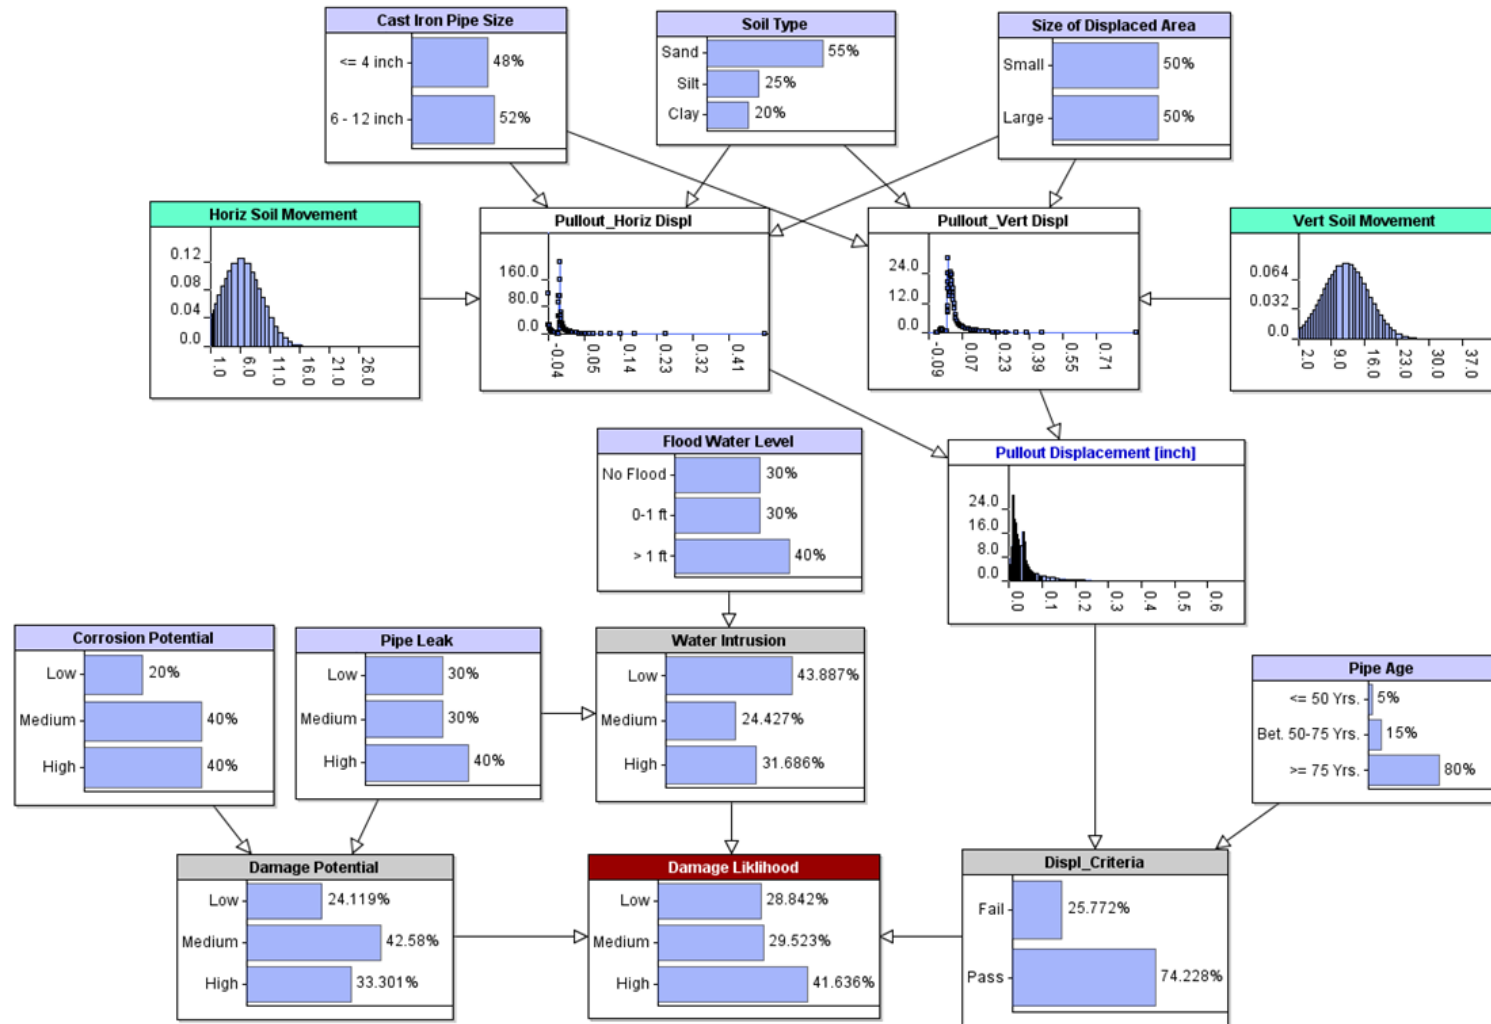 Cast Iron Pipe Size
<= 4 inch
48%
6 - 12 inch
52%
Soil Type
Sand
55%
Silt
25%
Clay
20%
Size of Displaced Area
Small
50%
Large
50%
Horiz Soil Movement
0.12
0.08
0.04
0.0
1.0
6.0
11.0
16.0
21.0
26.0
Pullout_Horiz Displ
160.0
80.0
0.0
-0.04
0.05
0.14
0.23
0.32
0.41
Pullout_Vert Displ
24.0
12.0
0.0
-0.09
0.07
0.23
0.39
0.55
0.71
Vert Soil Movement
0.064
0.032
0.0
2.0
9.0
16.0
23.0
30.0
37.0
Flood Water Level
No Flood
30%
0-1 ft
30%
> 1 ft
40%
Pullout Displacement [inch]
24.0
16.0
8.0
0.0
0.0
0.1
0.2
0.3
0.4
0.5
0.6
Corrosion Potential
Low
20%
Medium
40%
High
40%
Pipe Leak
Low
30%
Medium
30%
High
40%
Water Intrusion
Low
43.887%
Medium
24.427%
High
31.686%
Pipe Age
<= 50 Yrs.
5%
Bet. 50-75 Yrs.
15%
>= 75 Yrs.
80%
Damage Potential
Low
24.119%
Medium
42.58%
High
33.301%
Damage Liklihood
Low
28.842%
Medium
29.523%
High
41.636%
Displ_Criteria
Fail
25.772%
Pass
74.228%